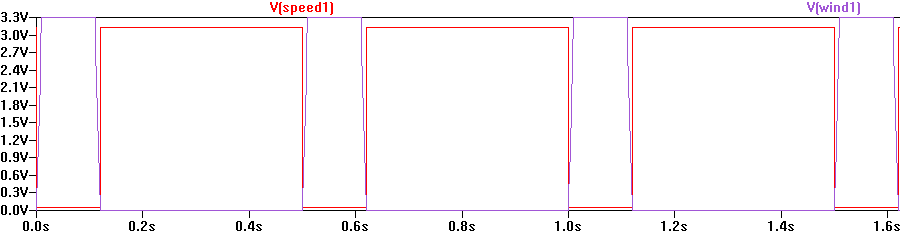 V(speed1) V(wind1)
3.3V
3.0V
2.7V
2.4V
2.1V
1.8V
1.5V
1.2V
0.9V
0.6V
0.3V
0.0V
0.0s 0.2s 0.4s 0.6s 0.8s 1.0s 1.2s 1.4s 1.6s